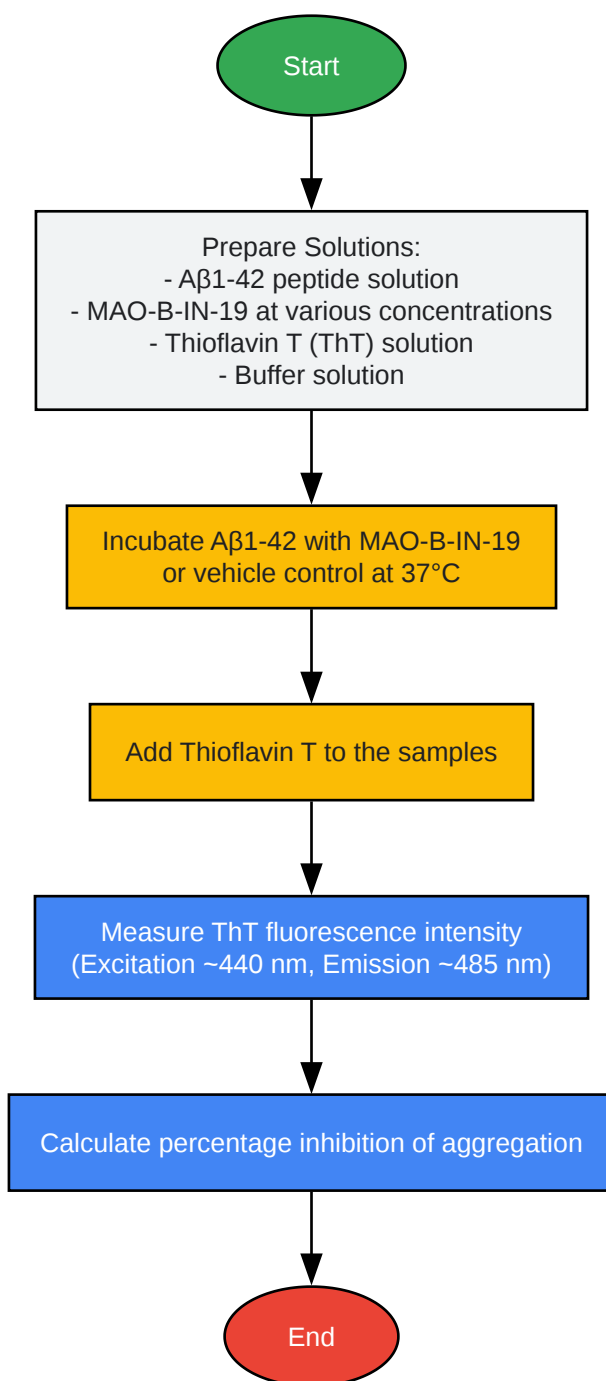 Start
Prepare Solutions:
- Aβ1-42 peptide solution
- MAO-B-IN-19 at various concentrations
- Thioflavin T (ThT) solution
- Buffer solution
Incubate Aβ1-42 with MAO-B-IN-19
or vehicle control at 37°C
Add Thioflavin T to the samples
Measure ThT fluorescence intensity
(Excitation ~440 nm, Emission ~485 nm)
Calculate percentage inhibition of aggregation
End